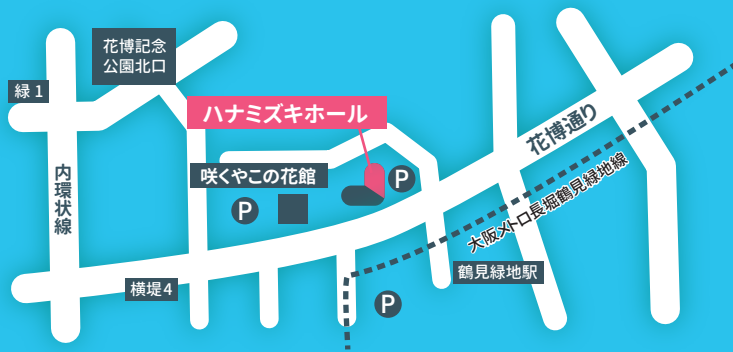 花博記念
公園北口
緑 1
ハナミズキホール
花博通り
内環状線
咲くやこの花館
P
P
大阪メトロ長堀鶴見緑地線
鶴見緑地駅
横堤4
P